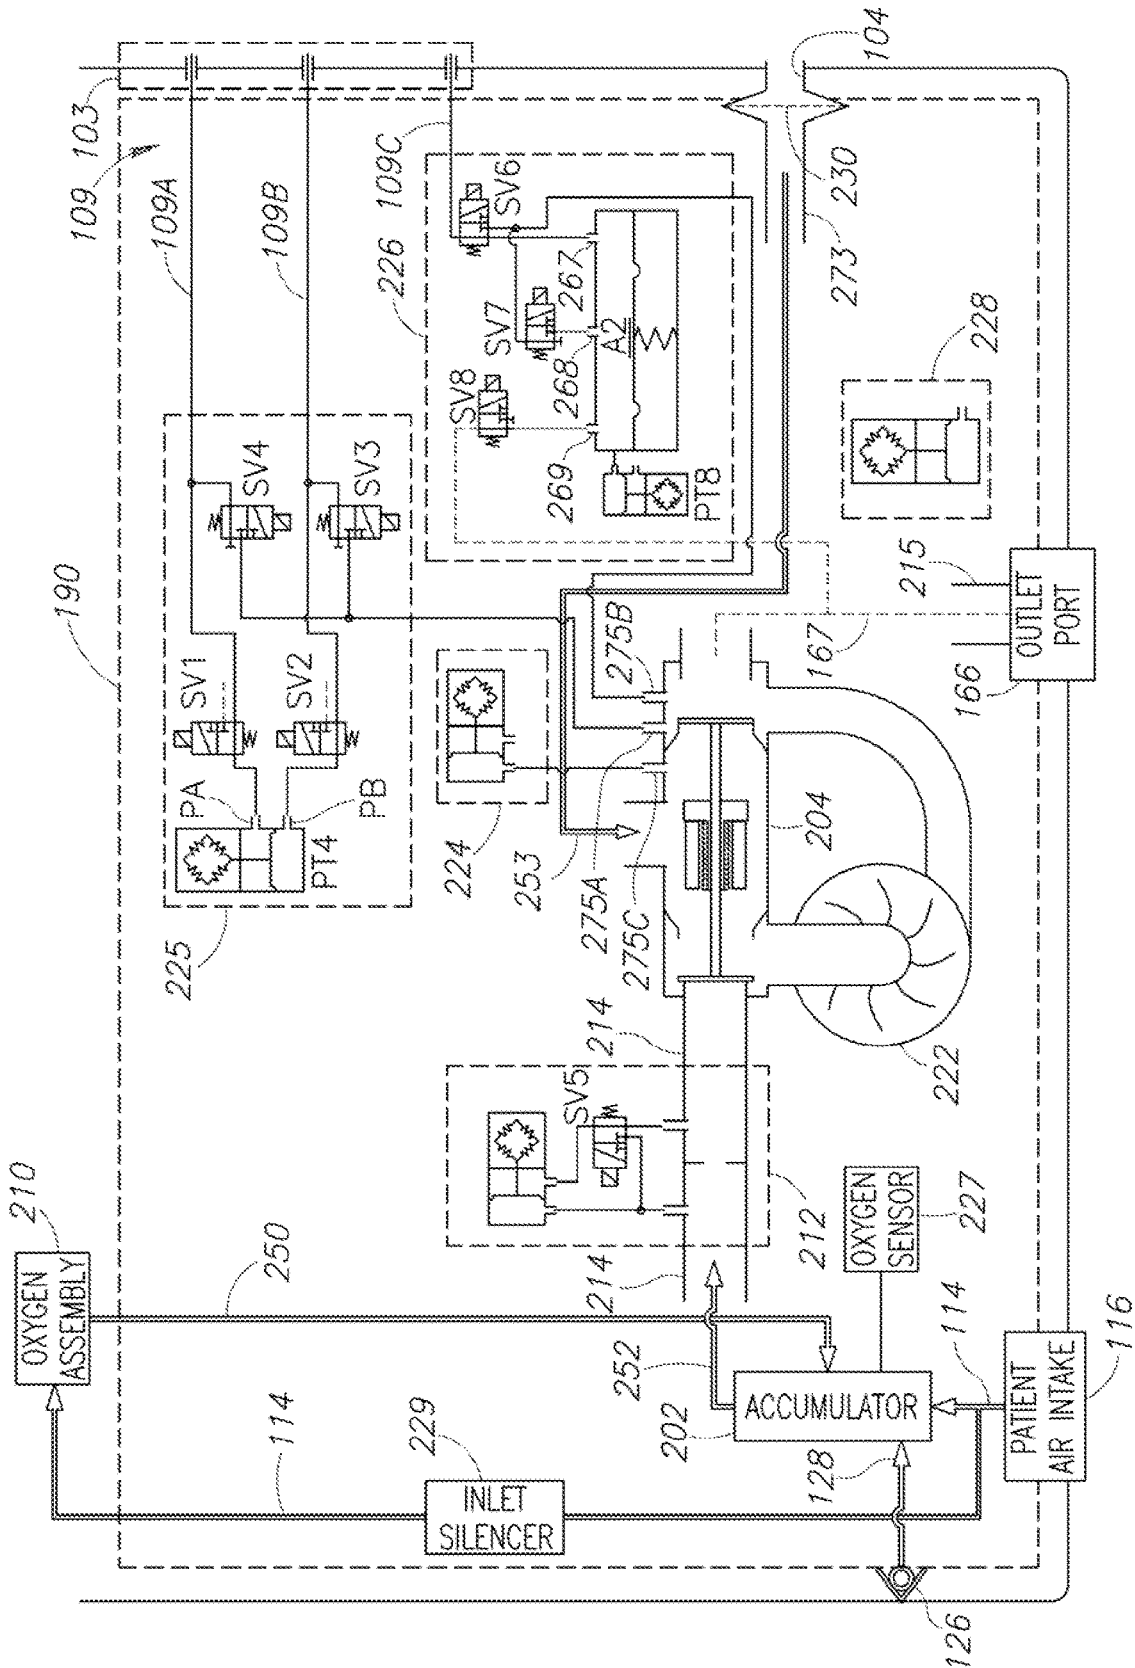 109
103
109A
109B
109C
104
190
SV4
SV3
SV1
SV2
PA
PB
PT4
225
226
SV6
SV7
SV8
267
268
269
A2
PT8
230
273
228
224
253
275A
275B
275C
167
215
166
OUTLET
PORT
204
222
214
SV5
212
214
210
OXYGEN
ASSEMBLY
250
252
OXYGEN
SENSOR
227
114
229
INLET
SILENCER
202
ACCUMULATOR
128
114
PATIENT
AIR INTAKE
116
126